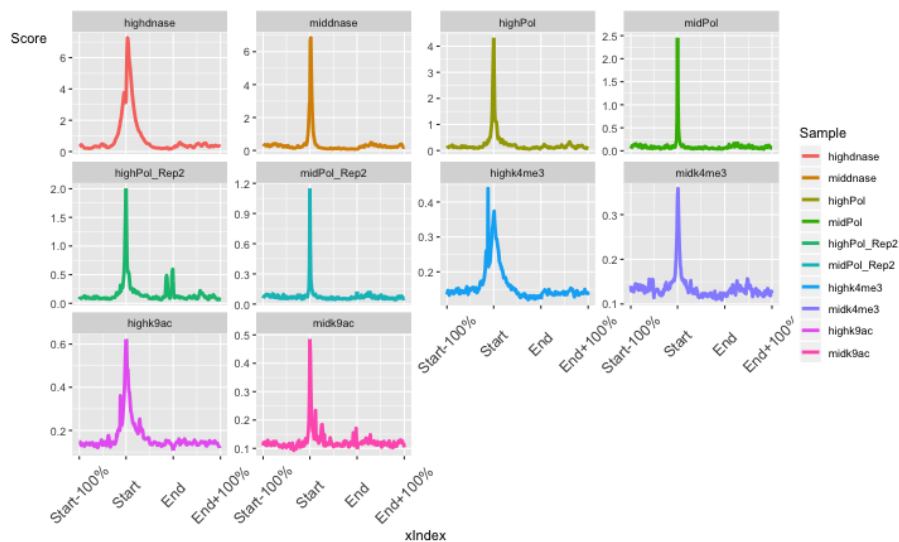 Score
highdnase middnase highPol midPol
6 4 2 0
6 4 2 0
4 3 2 1 0
2.5 2.0 1.5 1.0 0.5 0.0
highPol_Rep2 midPol_Rep2 highk4me3 midk4me3
2.0 1.5 1.0 0.5 0.0
1.2 0.9 0.6 0.3 0.0
0.4 0.3 0.2
0.3 0.2 0.1
Start-100% Start End End+100%
Start-100% Start End End+100%
highk9ac midk9ac
0.6 0.4 0.2
0.5 0.4 0.3 0.2 0.1
Start-100% Start End End+100%
Start-100% Start End End+100%
xIndex
Sample
highdnase
middnase
highPol
midPol
highPol_Rep2
midPol_Rep2
highk4me3
midk4me3
highk9ac
midk9ac